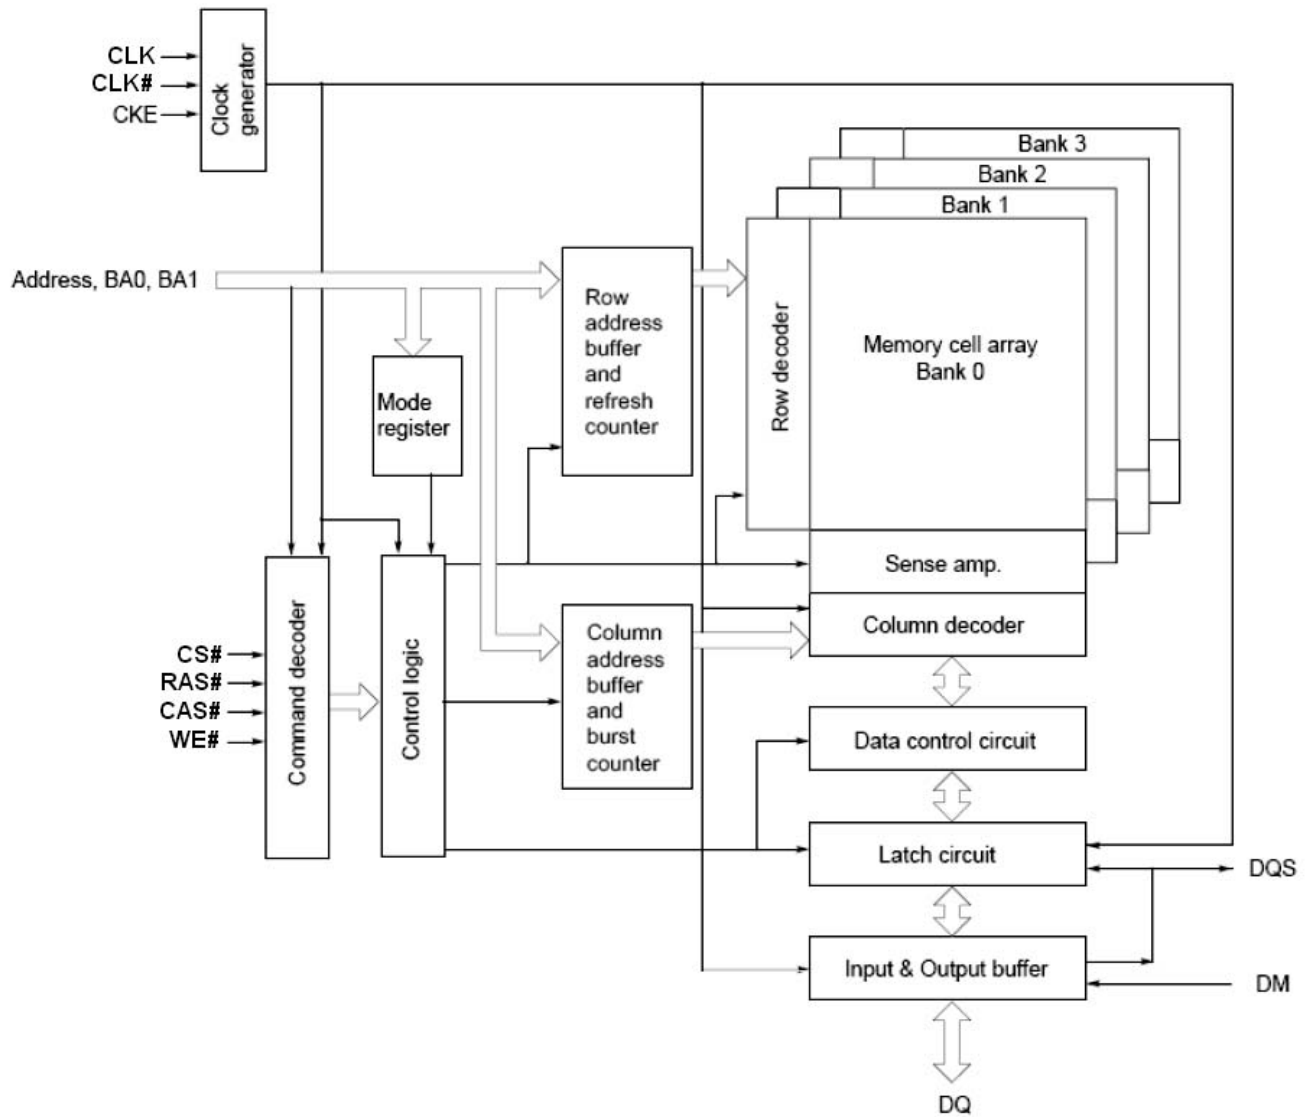 CLK
CLK#
CKE
Clock
generator
Bank 3
Bank 2
Bank 1
Address, BA0, BA1
Row
address
buffer
and
refresh
counter
Row decoder
Memory cell array
Bank 0
Mode
register
Sense amp.
Column decoder
CS#
RAS#
CAS#
WE#
Command decoder
Control logic
Column
address
buffer
and
burst
counter
Data control circuit
Latch circuit
DQS
Input & Output buffer
DM
DQ